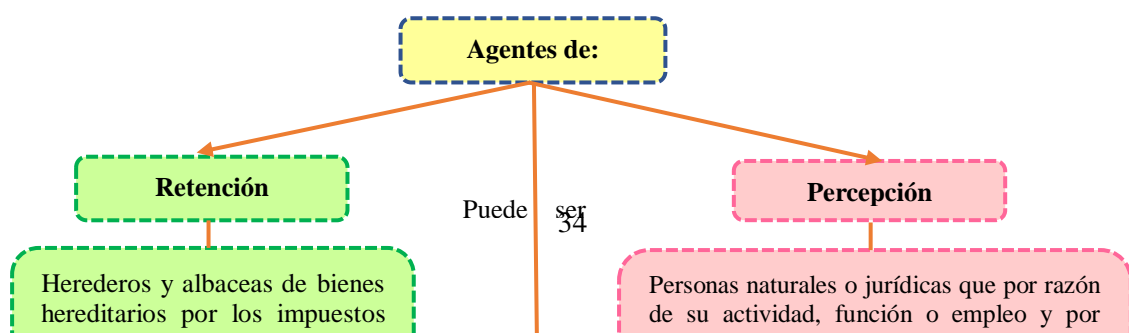 Agentes de:
Retención
Percepción
Puede ser
34
Herederos y albaceas de bienes
hereditarios por los impuestos
Personas naturales o jurídicas que por razón
de su actividad, función o empleo y por